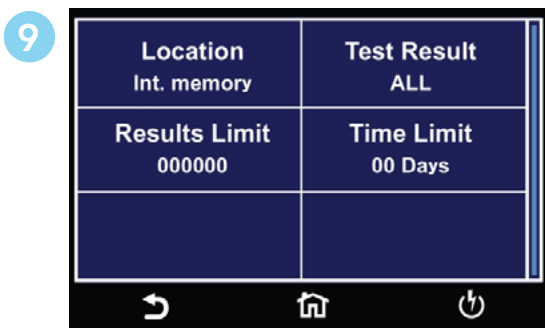 9
Location
Int. memory
Test Result
ALL
Results Limit
000000
Time Limit
00 Days